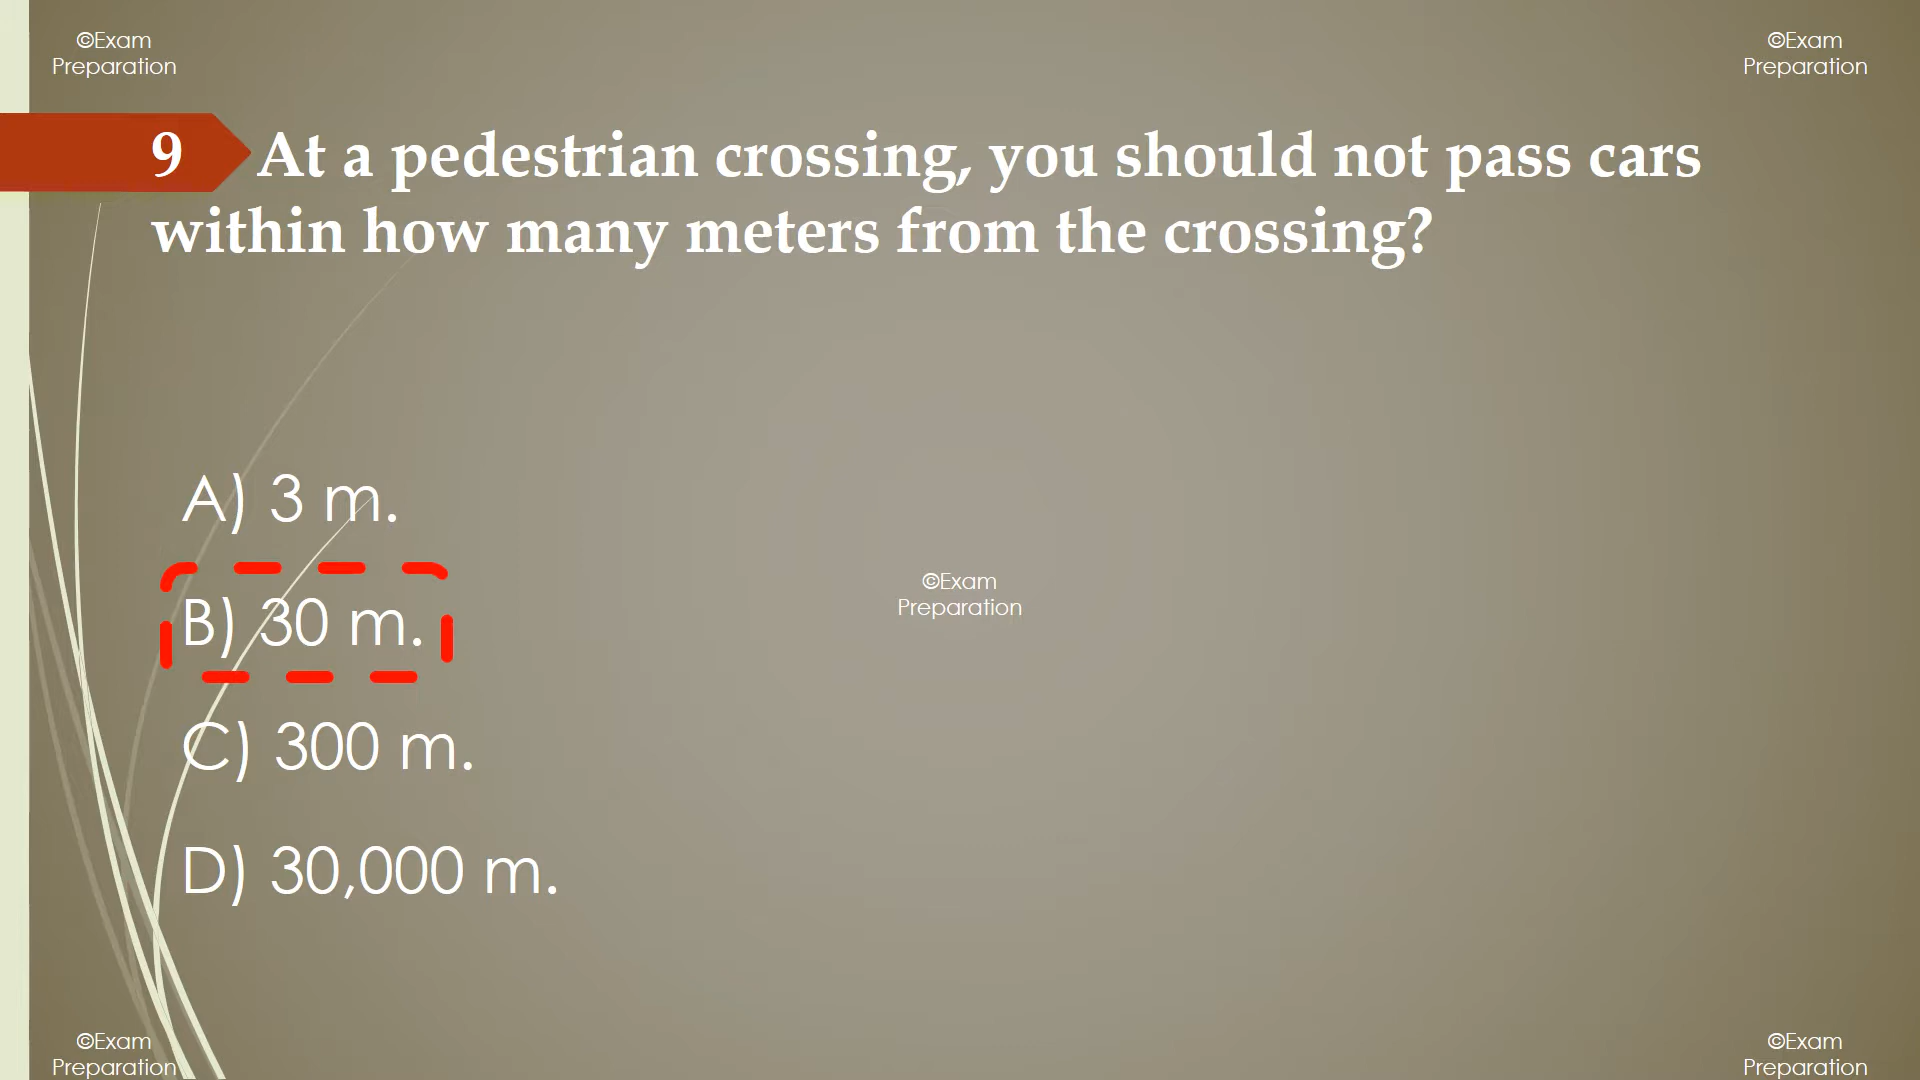 ©Exam
Preparation
©Exam
Preparation
9 At a pedestrian crossing, you should not pass cars
within how many meters from the crossing?
A) 3 m.
B) 30 m.
©Exam
Preparation
C) 300 m.
D) 30,000 m.
©Exam
Preparation
©Exam
Preparation